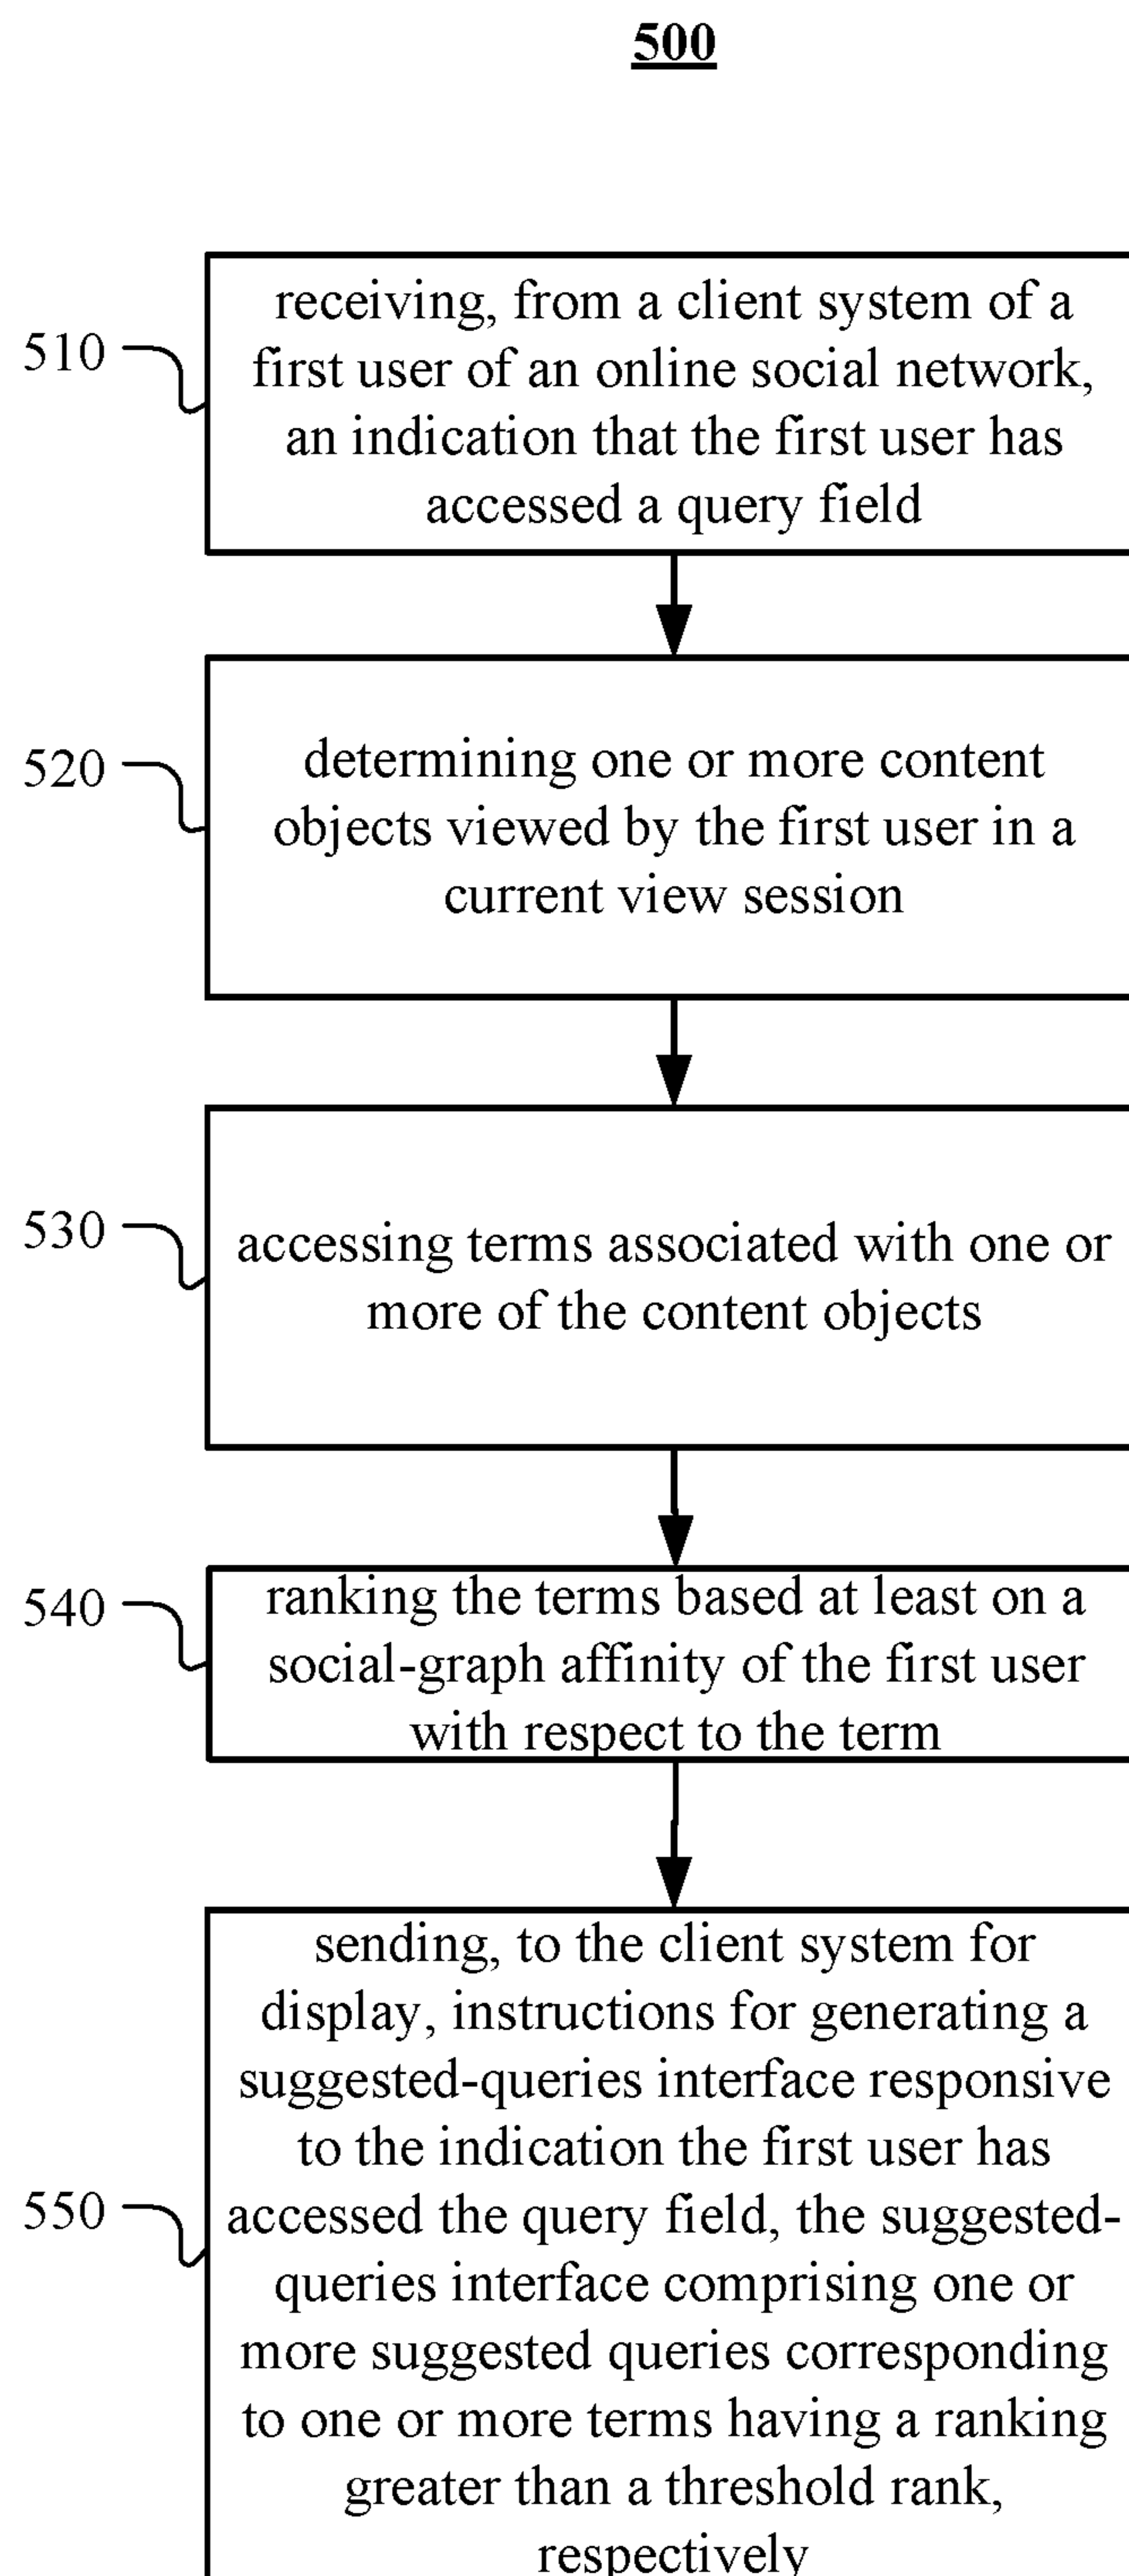 500
510
receiving, from a client system of a
first user of an online social network,
an indication that the first user has
accessed a query field
520
determining one or more content
objects viewed by the first user in a
current view session
530
accessing terms associated with one or
more of the content objects
540
ranking the terms based at least on a
social-graph affinity of the first user
with respect to the term
550
sending, to the client system for
display, instructions for generating a
suggested-queries interface responsive
to the indication the first user has
accessed the query field, the suggested-
queries interface comprising one or
more suggested queries corresponding
to one or more terms having a ranking
greater than a threshold rank,
respectively